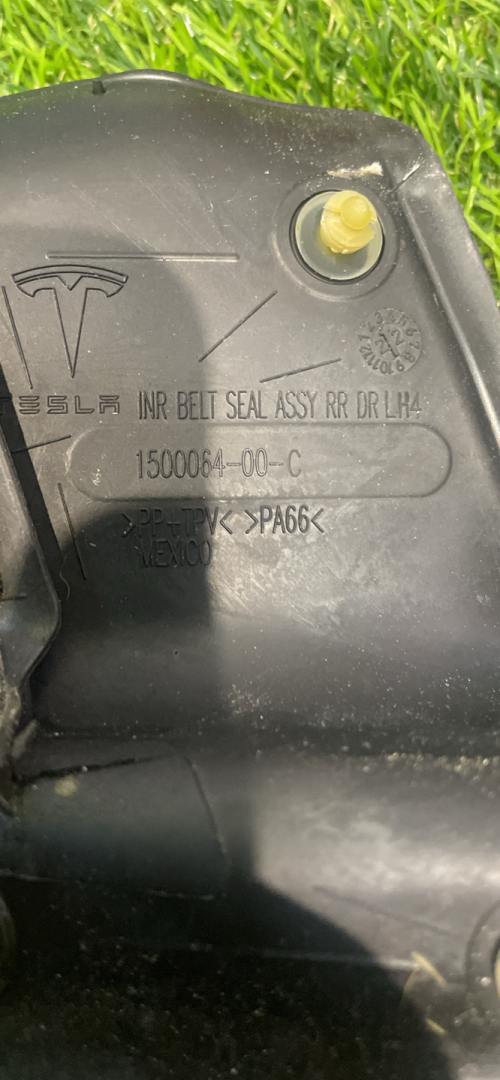 TESLA INR BELT SEAL ASSY RR DR LH4
1500064-00-C
>PP+TPV< >PA66<
MEXICO